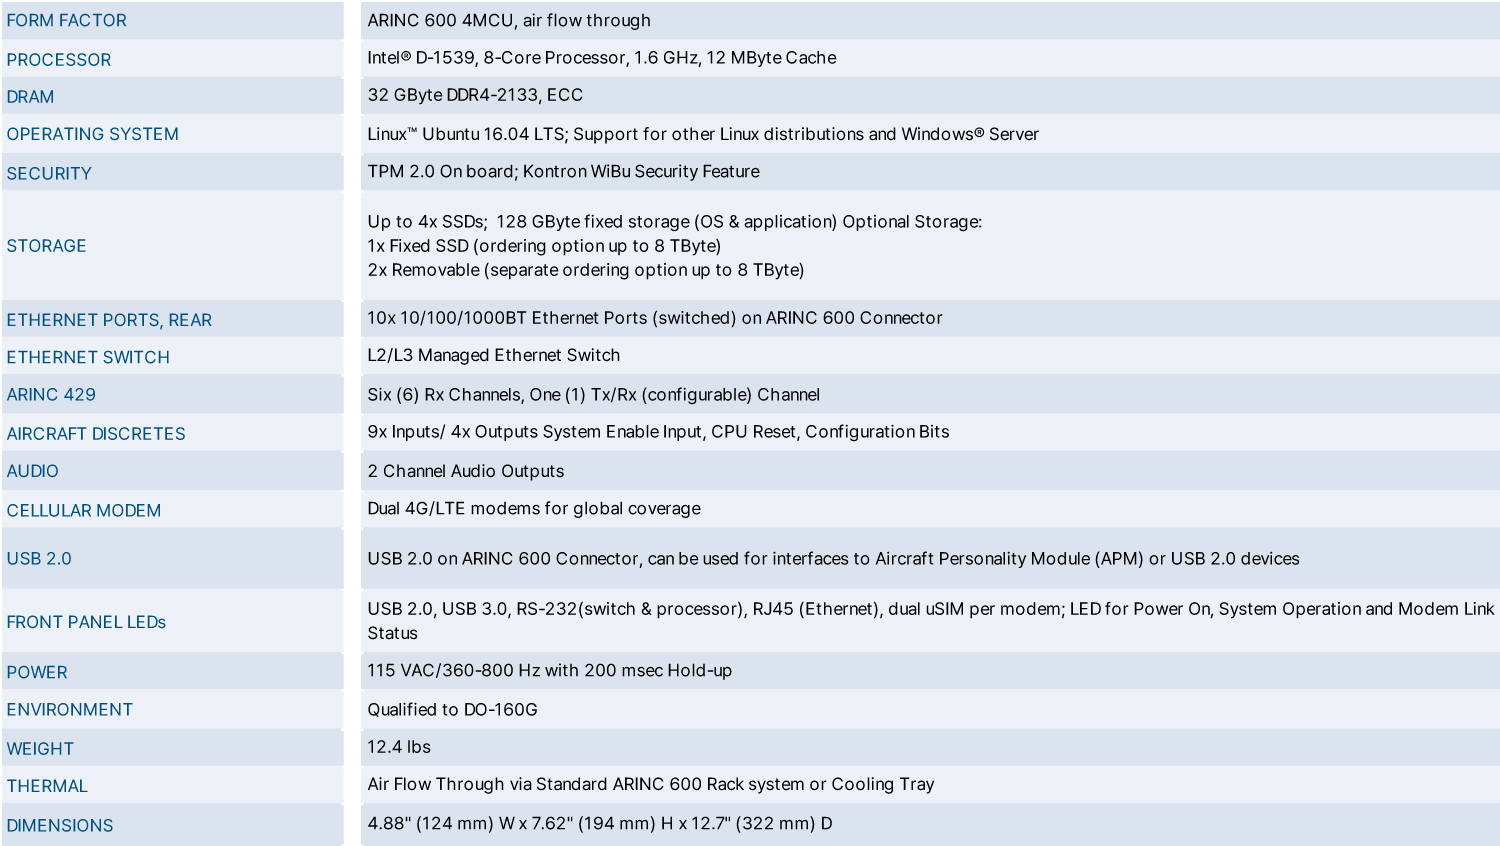 FORM FACTOR ARINC 600 4MCU, air flow through
PROCESSOR Intel® D-1539, 8-Core Processor, 1.6 GHz, 12 MByte Cache
DRAM 32 GByte DDR4-2133, ECC
OPERATING SYSTEM Linux™ Ubuntu 16.04 LTS; Support for other Linux distributions and Windows® Server
SECURITY TPM 2.0 On board; Kontron WiBu Security Feature
STORAGE Up to 4x SSDs; 128 GByte fixed storage (OS & application) Optional Storage:
1x Fixed SSD (ordering option up to 8 TByte)
2x Removable (separate ordering option up to 8 TByte)
ETHERNET PORTS, REAR 10x 10/100/1000BT Ethernet Ports (switched) on ARINC 600 Connector
ETHERNET SWITCH L2/L3 Managed Ethernet Switch
ARINC 429 Six (6) Rx Channels, One (1) Tx/Rx (configurable) Channel
AIRCRAFT DISCRETES 9x Inputs/ 4x Outputs System Enable Input, CPU Reset, Configuration Bits
AUDIO 2 Channel Audio Outputs
CELLULAR MODEM Dual 4G/LTE modems for global coverage
USB 2.0 USB 2.0 on ARINC 600 Connector, can be used for interfaces to Aircraft Personality Module (APM) or USB 2.0 devices
FRONT PANEL LEDs USB 2.0, USB 3.0, RS-232(switch & processor), RJ45 (Ethernet), dual uSIM per modem; LED for Power On, System Operation and Modem Link
Status
POWER 115 VAC/360-800 Hz with 200 msec Hold-up
ENVIRONMENT Qualified to DO-160G
WEIGHT 12.4 lbs
THERMAL Air Flow Through via Standard ARINC 600 Rack system or Cooling Tray
DIMENSIONS 4.88" (124 mm) W x 7.62" (194 mm) H x 12.7" (322 mm) D